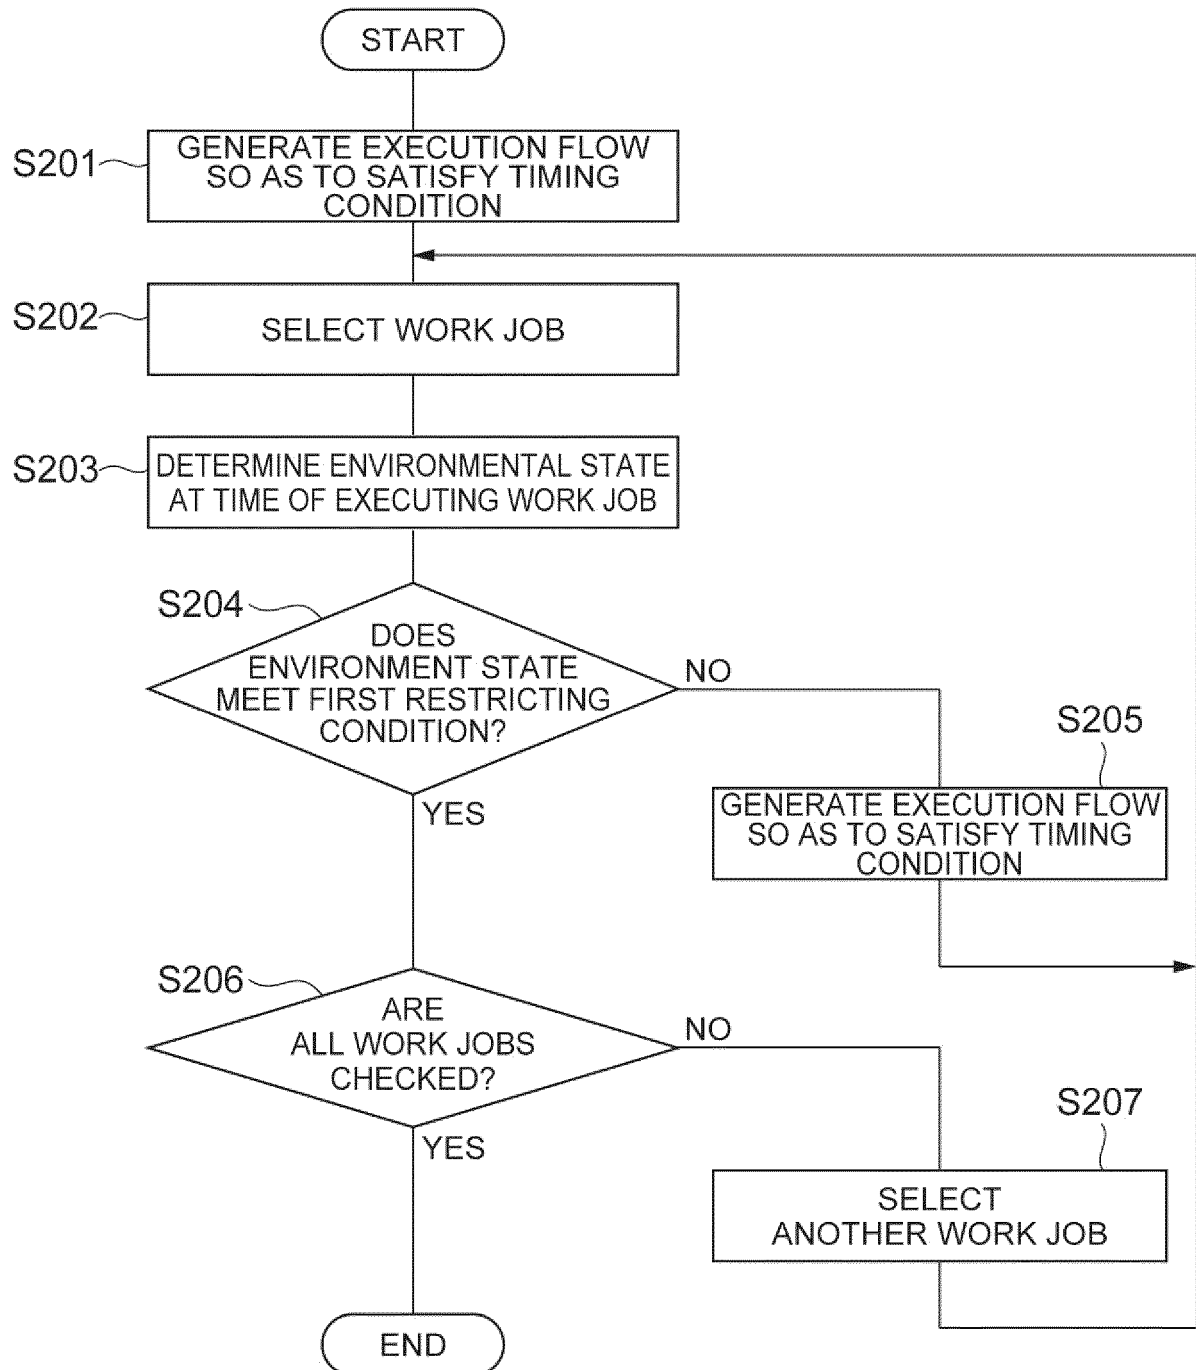 START
S201
GENERATE EXECUTION FLOW
SO AS TO SATISFY TIMING
CONDITION
S202
SELECT WORK JOB
S203
DETERMINE ENVIRONMENTAL STATE
AT TIME OF EXECUTING WORK JOB
S204
DOES
ENVIRONMENT STATE
MEET FIRST RESTRICTING
CONDITION?
NO
YES
S205
GENERATE EXECUTION FLOW
SO AS TO SATISFY TIMING
CONDITION
S206
ARE
ALL WORK JOBS
CHECKED?
NO
YES
S207
SELECT
ANOTHER WORK JOB
END